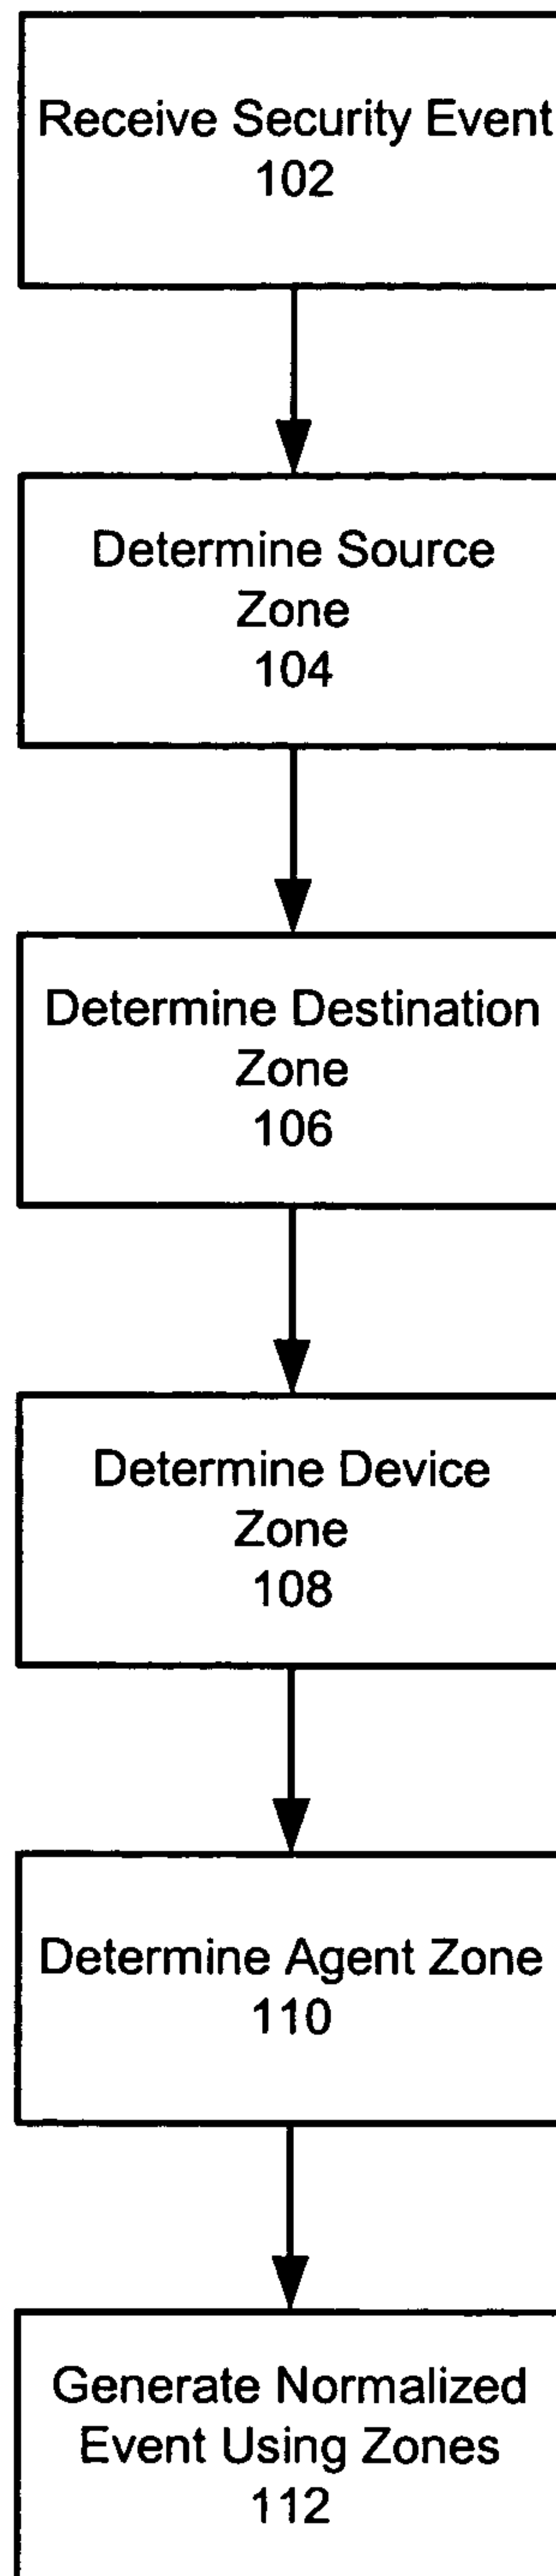 Receive Security Event
102
Determine Source
Zone
104
Determine Destination
Zone
106
Determine Device
Zone
108
Determine Agent Zone
110
Generate Normalized
Event Using Zones
112